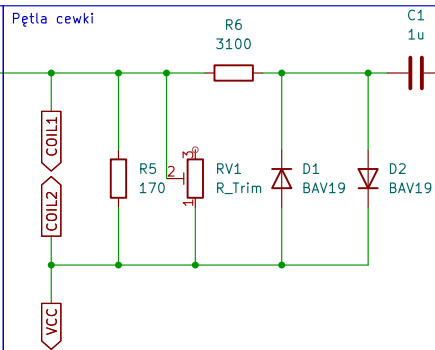 Pętla cewki
C1
1u
R6
3100
COIL1
COIL2
R5
170
2
3
1
RV1
R_Trim
D1
BAV19
D2
BAV19
VCC